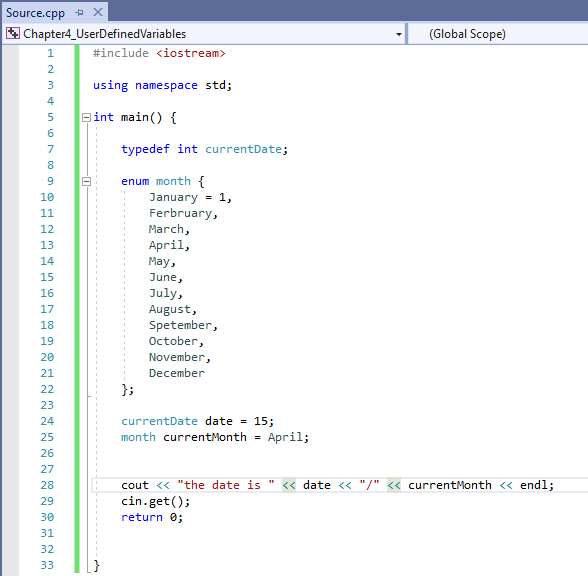 Source.cpp
Chapter4_UserDefinedVariables (Global Scope)
1 #include <iostream>
2
3 using namespace std;
4
5 int main() {
6
7 typedef int currentDate;
8
9 enum month {
10 January = 1,
11 Ferbruary,
12 March,
13 April,
14 May,
15 June,
16 July,
17 August,
18 Spetember,
19 October,
20 November,
21 December
22 };
23
24 currentDate date = 15;
25 month currentMonth = April;
26
27
28 cout << "the date is " << date << "/" << currentMonth << endl;
29 cin.get();
30 return 0;
31
32
33 }